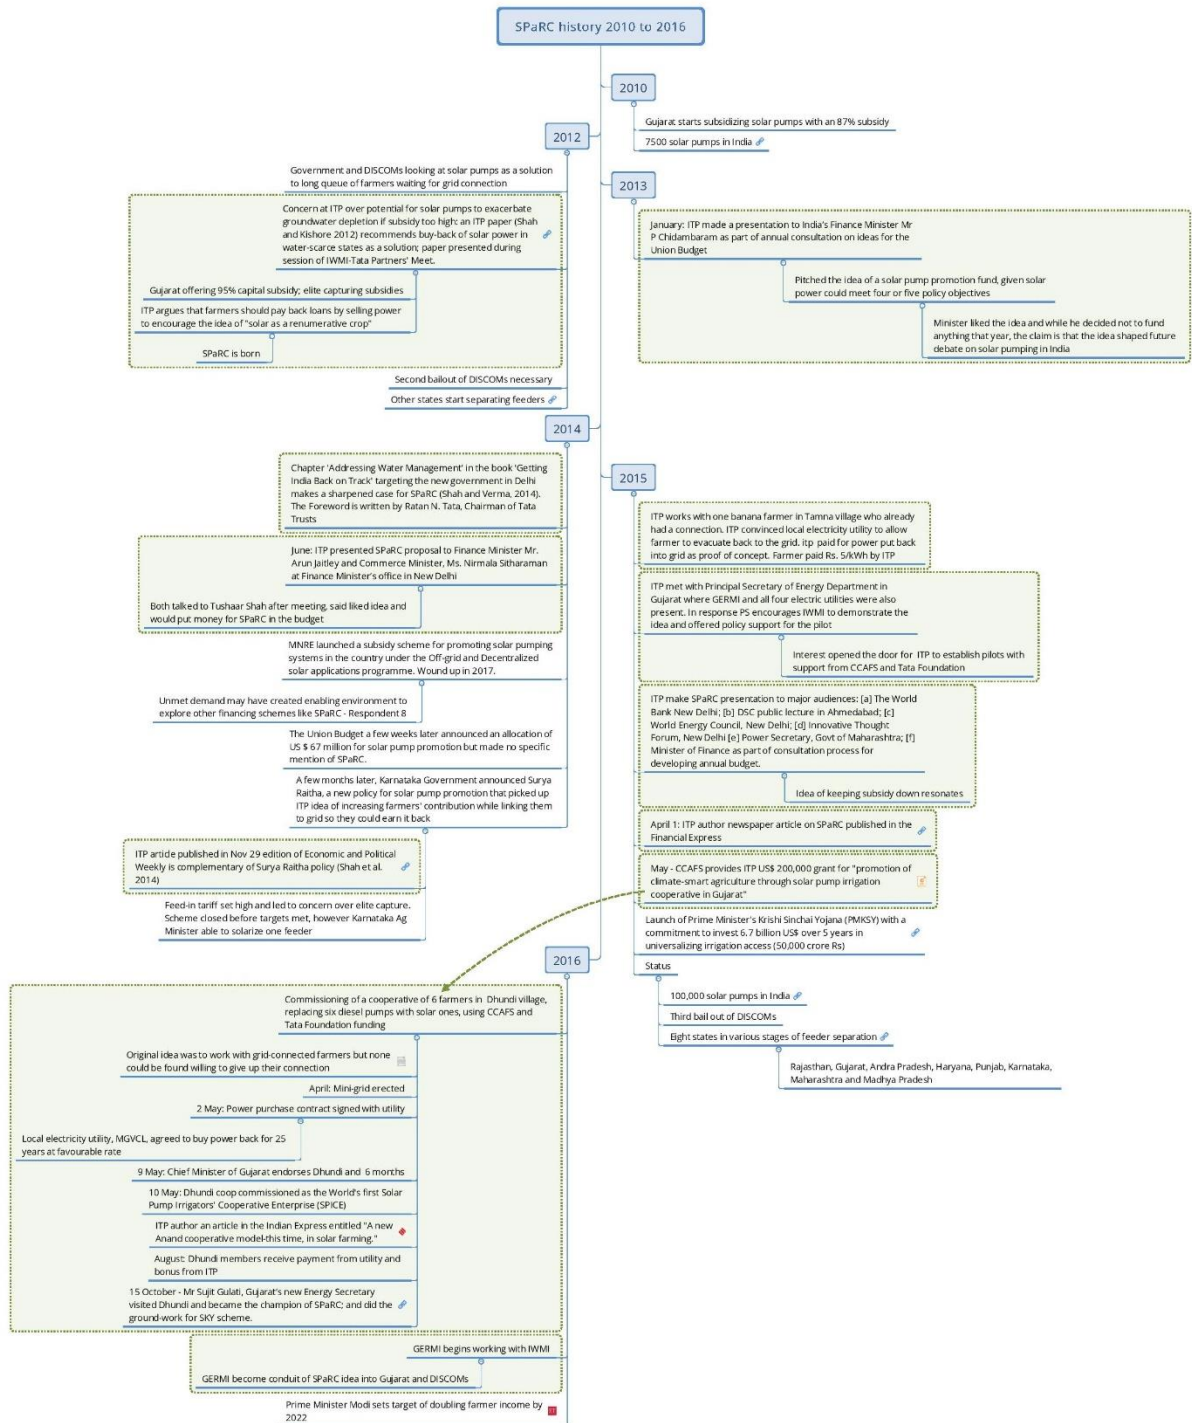 SPaRC history 2010 to 2016
2010
Gujarat starts subsidizing solar pumps with an 87% subsidy
7500 solar pumps in India
2012
Government and DISCOMs looking at solar pumps as a solution
to long queue of farmers waiting for grid connection
Concern at ITP over potential for solar pumps to exacerbate
groundwater depletion if subsidy too high: an ITP paper (Shah
and Kishore 2012) recommends buy-back of solar power in
water-scarce states as a solution; paper presented during
session of IWMI-Tata Partners' Meet.
Gujarat offering 95% capital subsidy; elite capturing subsidies
ITP argues that farmers should pay back loans by selling power
to encourage the idea of "solar as a renumerative crop"
SPaRC is born
Second bailout of DISCOMs necessary
Other states start separating feeders
2013
January: ITP made a presentation to India's Finance Minister Mr
P Chidambaram as part of annual consultation on ideas for the
Union Budget
Pitched the idea of a solar pump promotion fund, given solar
power could meet four or five policy objectives
Minister liked the idea and while he decided not to fund
anything that year, the claim is that the idea shaped future
debate on solar pumping in India
2014
Chapter 'Addressing Water Management' in the book 'Getting
India Back on Track' targeting the new government in Delhi
makes a sharpened case for SPaRC (Shah and Verma, 2014).
The Foreword is written by Ratan N. Tata, Chairman of Tata
Trusts
June: ITP presented SPaRC proposal to Finance Minister Mr.
Arun Jaitley and Commerce Minister, Ms. Nirmala Sitharaman
at Finance Minister's office in New Delhi
Both talked to Tushaar Shah after meeting, said liked idea and
would put money for SPaRC in the budget
MNRE launched a subsidy scheme for promoting solar pumping
systems in the country under the Off-grid and Decentralized
solar applications programme. Wound up in 2017.
Unmet demand may have created enabling environment to
explore other financing schemes like SPaRC - Respondent 8
The Union Budget a few weeks later announced an allocation of
US $ 67 million for solar pump promotion but made no specific
mention of SPaRC.
A few months later, Karnataka Government announced Surya
Raitha, a new policy for solar pump promotion that picked up
ITP idea of increasing farmers' contribution while linking them
to grid so they could earn it back
ITP article published in Nov 29 edition of Economic and Political
Weekly is complementary of Surya Raitha policy (Shah et al.
2014)
Feed-in tariff set high and led to concern over elite capture.
Scheme closed before targets met, however Karnataka Ag
Minister able to solarize one feeder
2015
ITP works with one banana farmer in Tamna village who already
had a connection. ITP convinced local electricity utility to allow
farmer to evacuate back to the grid. itp paid for power put back
into grid as proof of concept. Farmer paid Rs. 5/kWh by ITP
ITP met with Principal Secretary of Energy Department in
Gujarat where GERMI and all four electric utilities were also
present. In response PS encourages IWMI to demonstrate the
idea and offered policy support for the pilot
Interest opened the door for ITP to establish pilots with
support from CCAFS and Tata Foundation
ITP make SPaRC presentation to major audiences: [a] The World
Bank New Delhi; [b] DSC public lecture in Ahmedabad; [c]
World Energy Council, New Delhi; [d] Innovative Thought
Forum, New Delhi [e] Power Secretary, Govt of Maharashtra; [f]
Minister of Finance as part of consultation process for
developing annual budget.
Idea of keeping subsidy down resonates
April 1: ITP author newspaper article on SPaRC published in the
Financial Express
May - CCAFS provides ITP US$ 200,000 grant for "promotion of
climate-smart agriculture through solar pump irrigation
cooperative in Gujarat"
Launch of Prime Minister's Krishi Sinchai Yojana (PMKSY) with a
commitment to invest 6.7 billion US$ over 5 years in
universalizing irrigation access (50,000 crore Rs)
Status
100,000 solar pumps in India
Third bail out of DISCOMs
Eight states in various stages of feeder separation
Rajasthan, Gujarat, Andra Pradesh, Haryana, Punjab, Karnataka,
Maharashtra and Madhya Pradesh
2016
Commissioning of a cooperative of 6 farmers in Dhundi village,
replacing six diesel pumps with solar ones, using CCAFS and
Tata Foundation funding
Original idea was to work with grid-connected farmers but none
could be found willing to give up their connection
April: Mini-grid erected
2 May: Power purchase contract signed with utility
Local electricity utility, MGVCL, agreed to buy power back for 25
years at favourable rate
9 May: Chief Minister of Gujarat endorses Dhundi and 6 months
10 May: Dhundi coop commissioned as the World's first Solar
Pump Irrigators' Cooperative Enterprise (SPICE)
ITP author an article in the Indian Express entitled "A new
Anand cooperative model-this time, in solar farming."
August: Dhundi members receive payment from utility and
bonus from ITP
15 October - Mr Sujit Gulati, Gujarat's new Energy Secretary
visited Dhundi and became the champion of SPaRC; and did the
ground-work for SKY scheme.
GERMI begins working with IWMI
GERMI become conduit of SPaRC idea into Gujarat and DISCOMs
Prime Minister Modi sets target of doubling farmer income by
2022